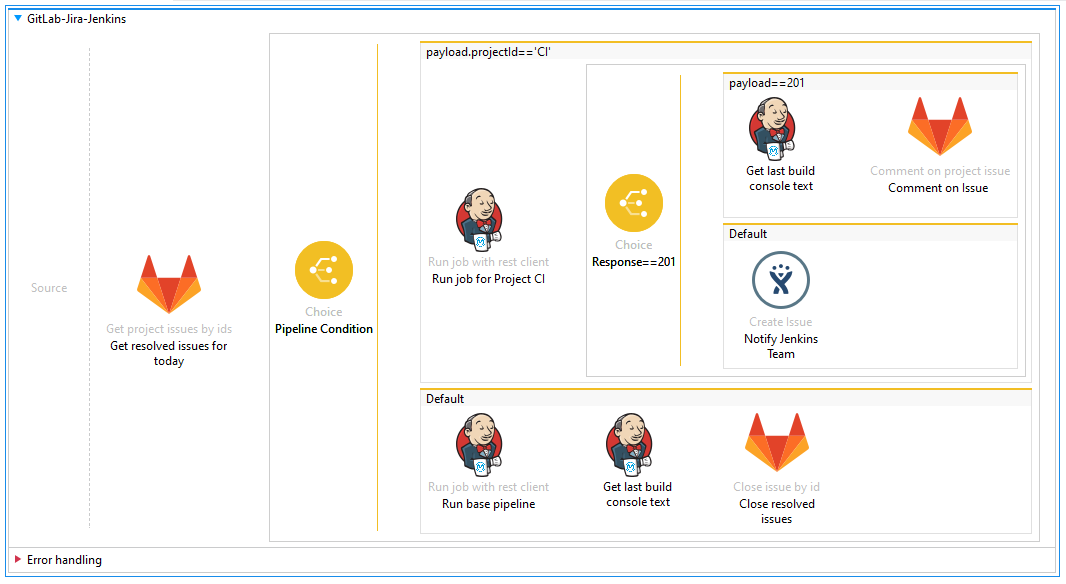 GitLab-Jira-Jenkins
Source
Get project issues by ids
Get resolved issues for
today
Choice
Pipeline Condition
payload.projectId=='CI'
Run job with rest client
Run job for Project CI
Choice
Response==201
payload==201
Get last build
console text
Comment on project issue
Comment on Issue
Default
Create Issue
Notify Jenkins
Team
Default
Run job with rest client
Run base pipeline
Get last build
console text
Close issue by id
Close resolved
issues
Error handling